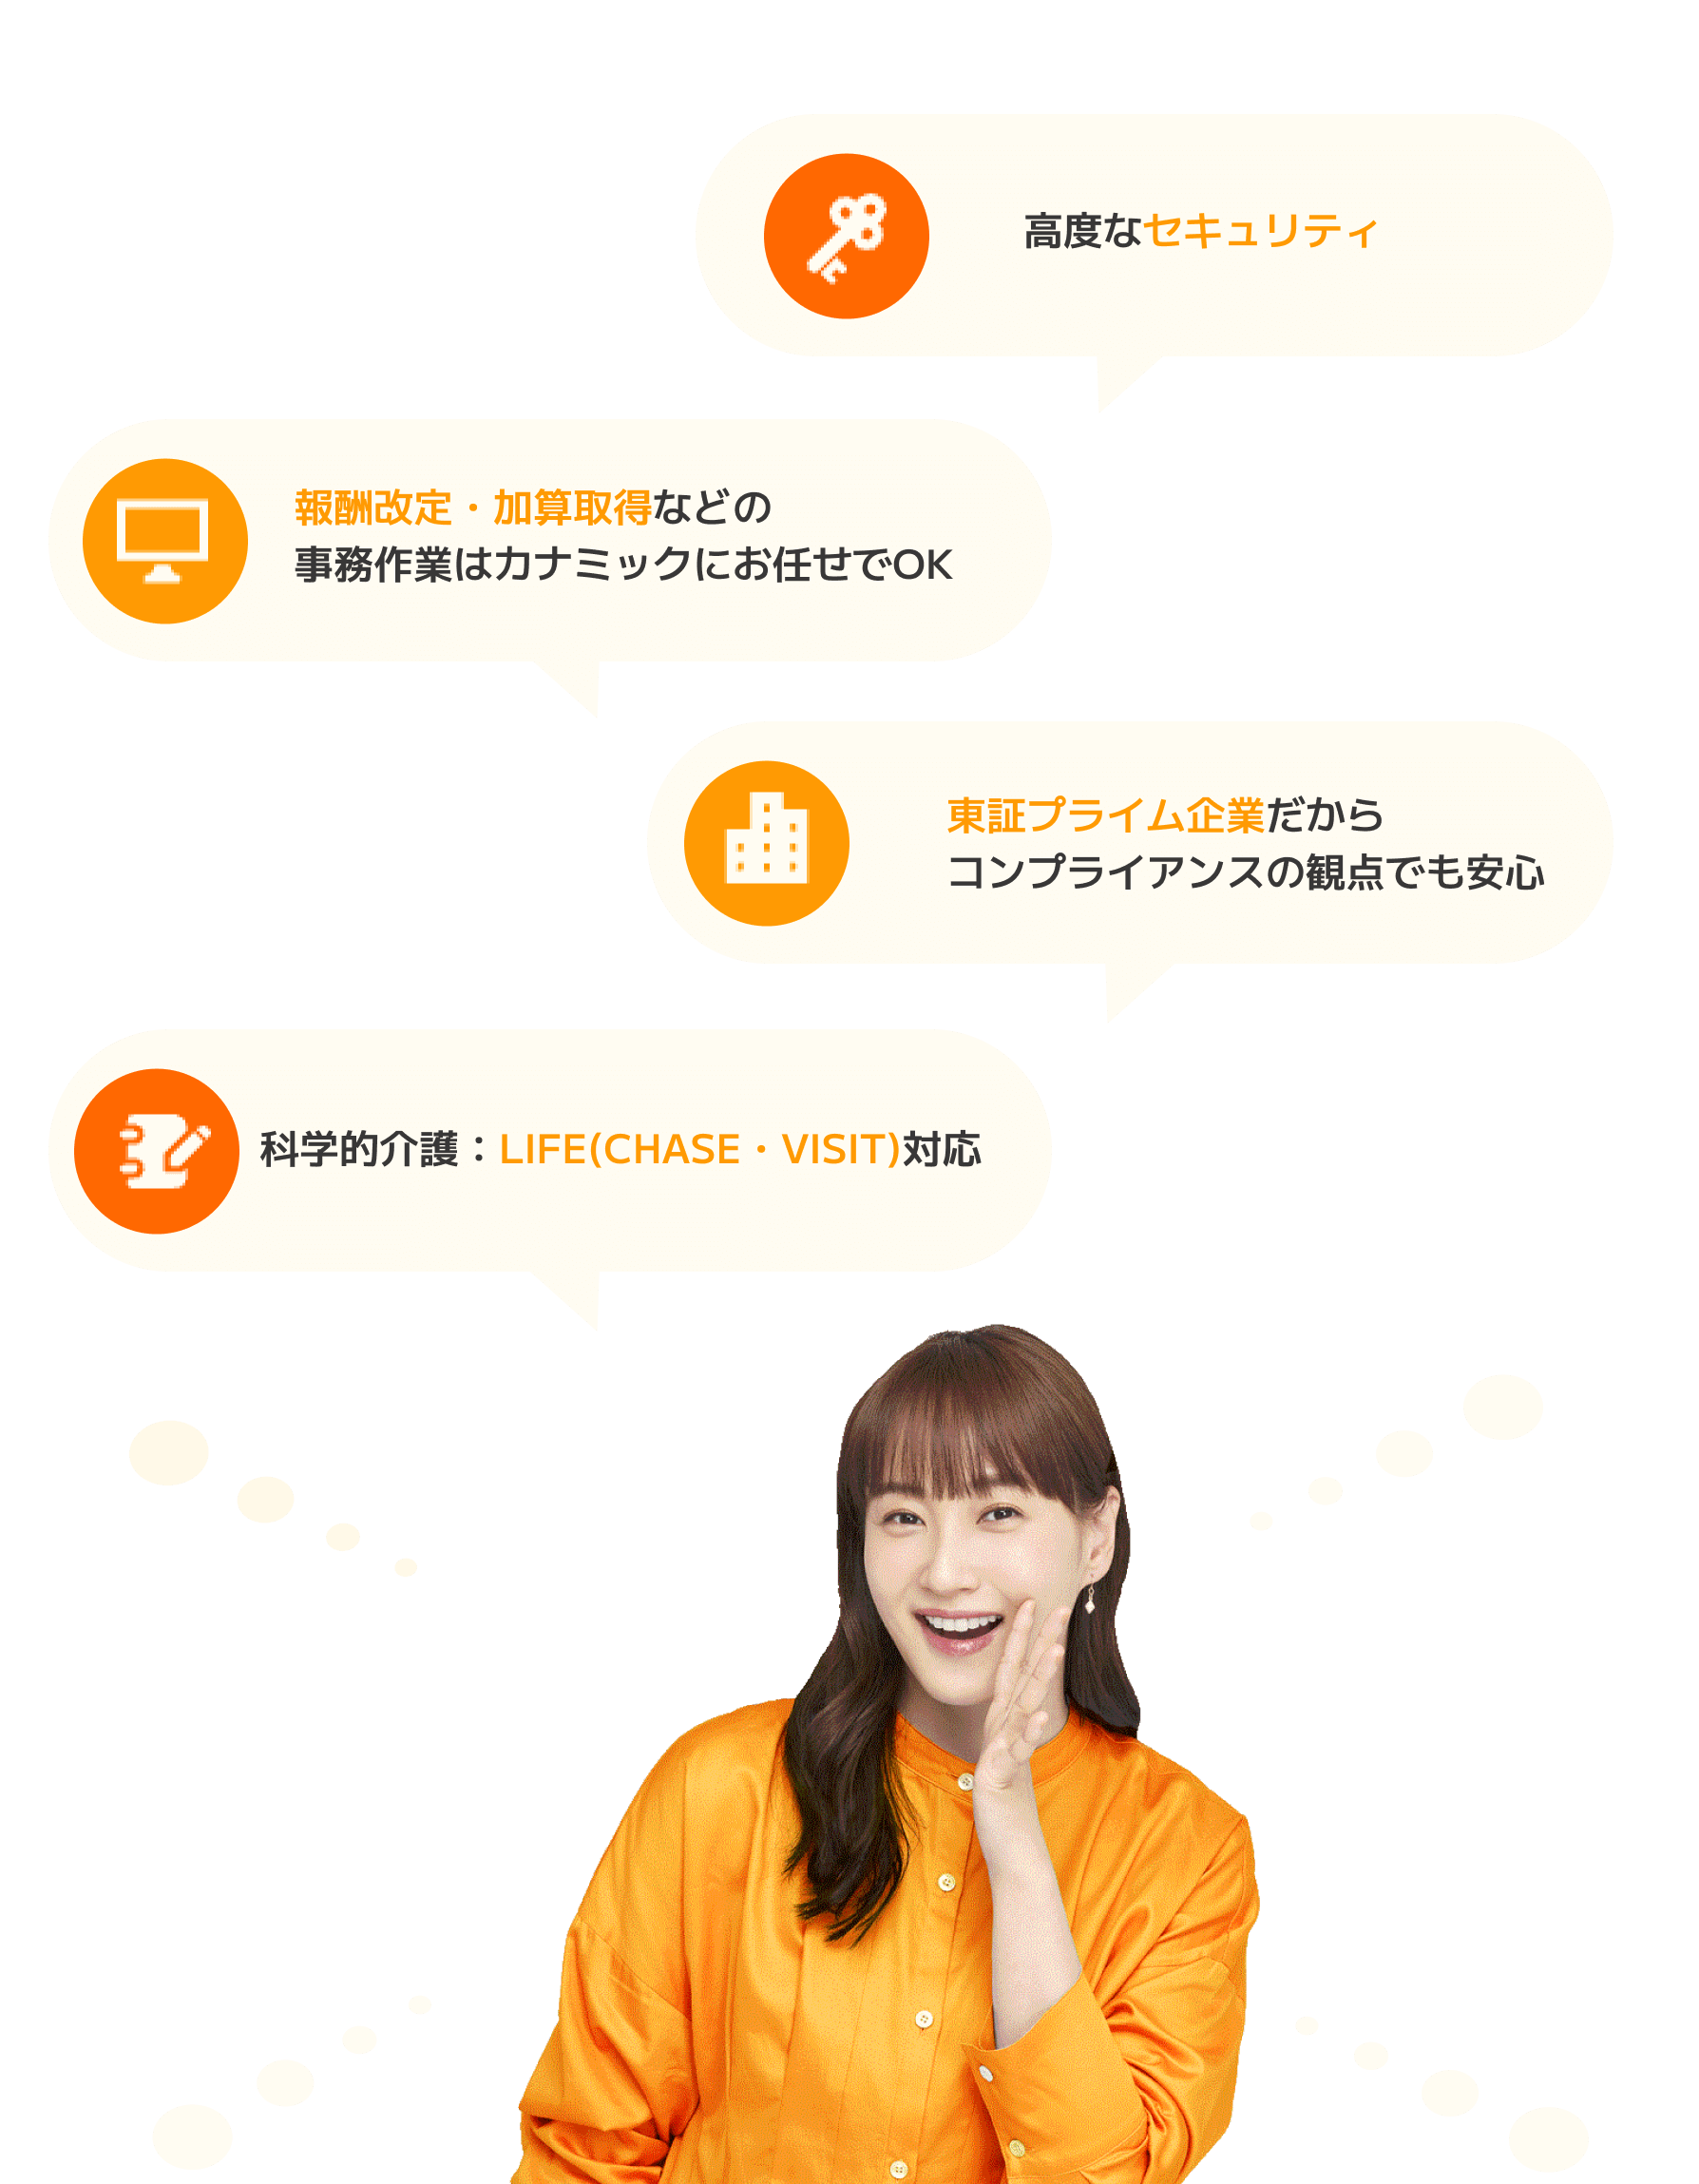 高度なセキュリティ
報酬改定・加算取得などの
事務作業はカナミックにお任せでOK
東証プライム企業だから
コンプライアンスの観点でも安心
科学的介護：LIFE(CHASE・VISIT)対応